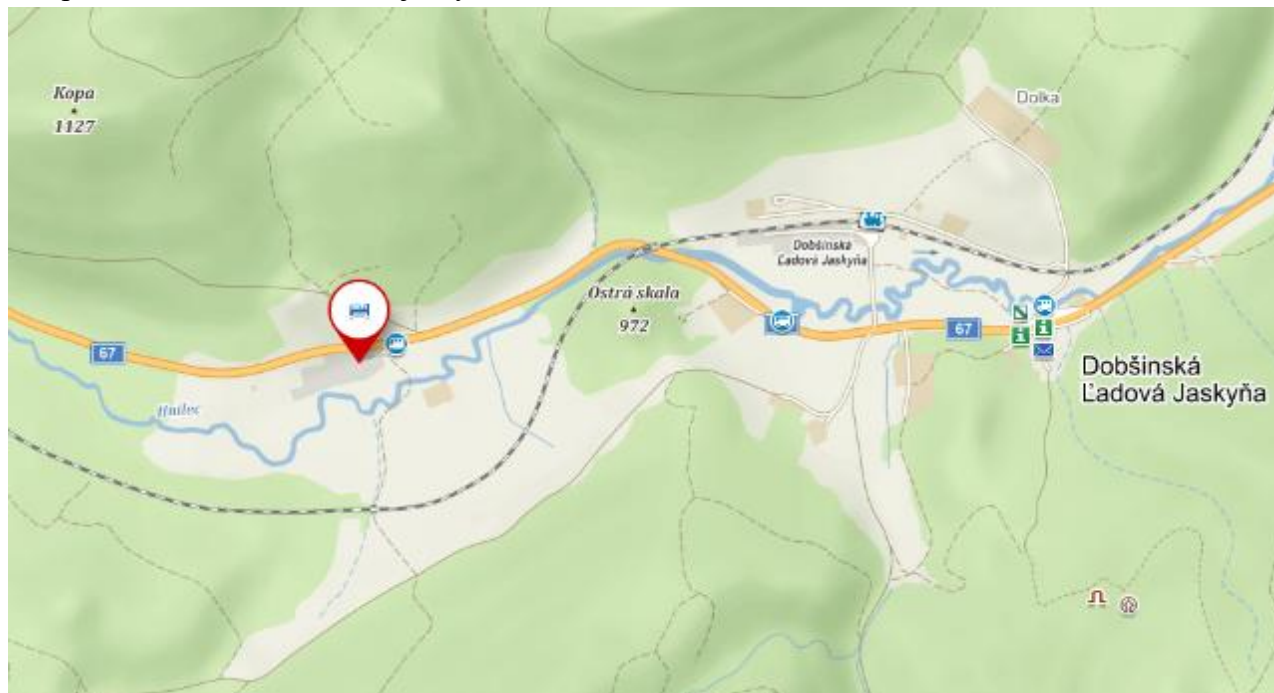 Kopa
1127
Dolka
Dobšinská
Ľadová Jaskyňa
Ostrá skala
972
67
67
Hnilec
Dobšinská
Ľadová Jaskyňa